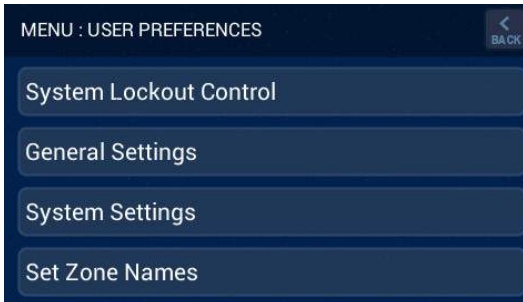 MENU : USER PREFERENCES
BACK
System Lockout Control
General Settings
System Settings
Set Zone Names